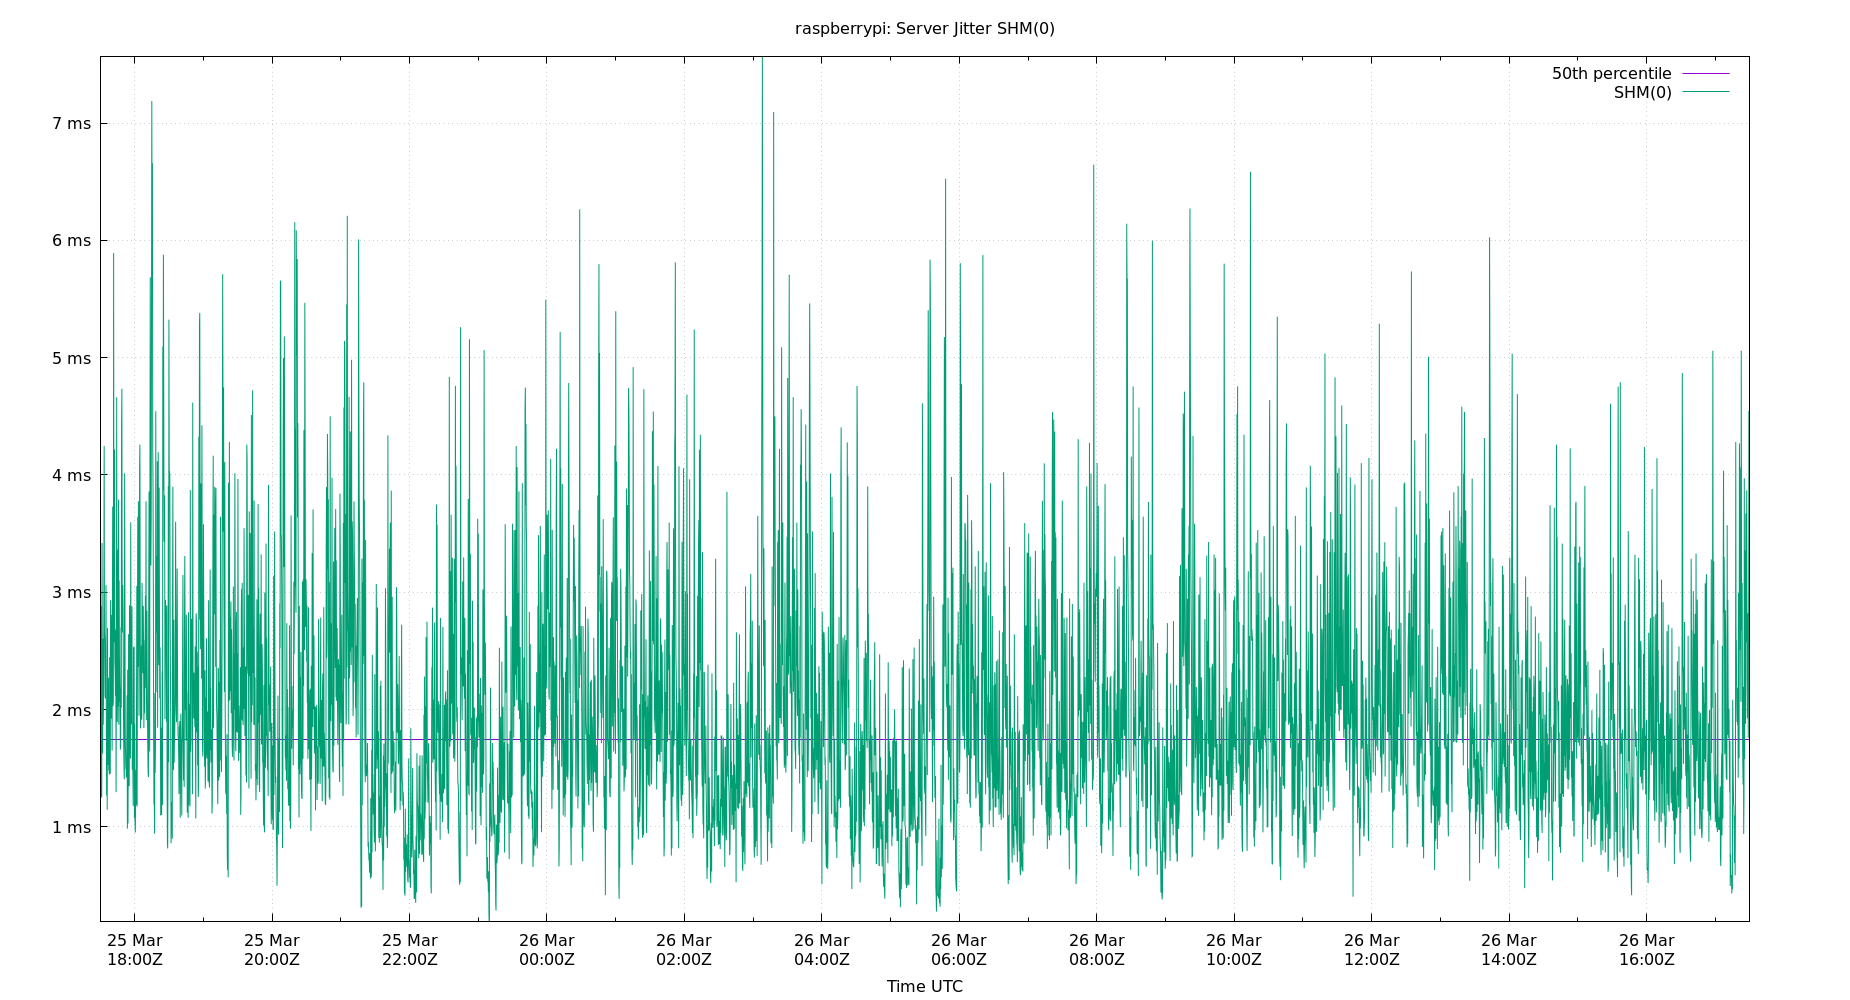 raspberrypi: Server Jitter SHM(0)
50th percentile
SHM(0)
7 ms
6 ms
5 ms
4 ms
3 ms
2 ms
1 ms
25 Mar 25 Mar 25 Mar 26 Mar 26 Mar 26 Mar 26 Mar 26 Mar 26 Mar 26 Mar 26 Mar 26 Mar
18:00Z 20:00Z 22:00Z 00:00Z 02:00Z 04:00Z 06:00Z 08:00Z 10:00Z 12:00Z 14:00Z 16:00Z
Time UTC